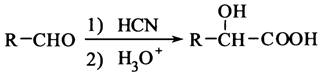 OH
R—CHO 1) HCN R—CH—COOH
2) H₃O⁺